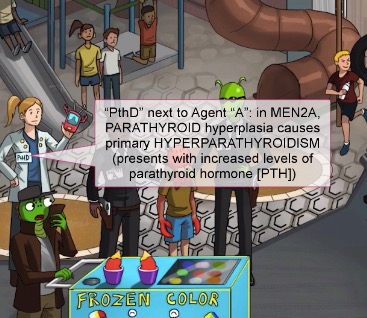 "PthD" next to Agent "A": in MEN2A,
PARATHYROID hyperplasia causes
primary HYPERPARATHYROIDISM
(presents with increased levels of
parathyroid hormone [PTH])
PtHD
FROZEN COLOR